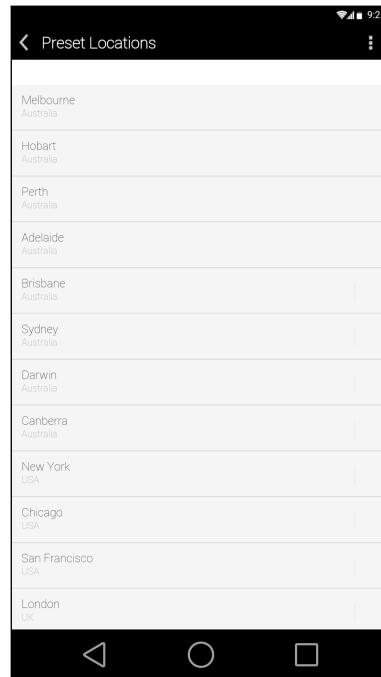 9:2
Preset Locations
Melbourne
Australia
Hobart
Australia
Perth
Australia
Adelaide
Australia
Brisbane
Australia
Sydney
Australia
Darwin
Australia
Canberra
Australia
New York
USA
Chicago
USA
San Francisco
USA
London
UK